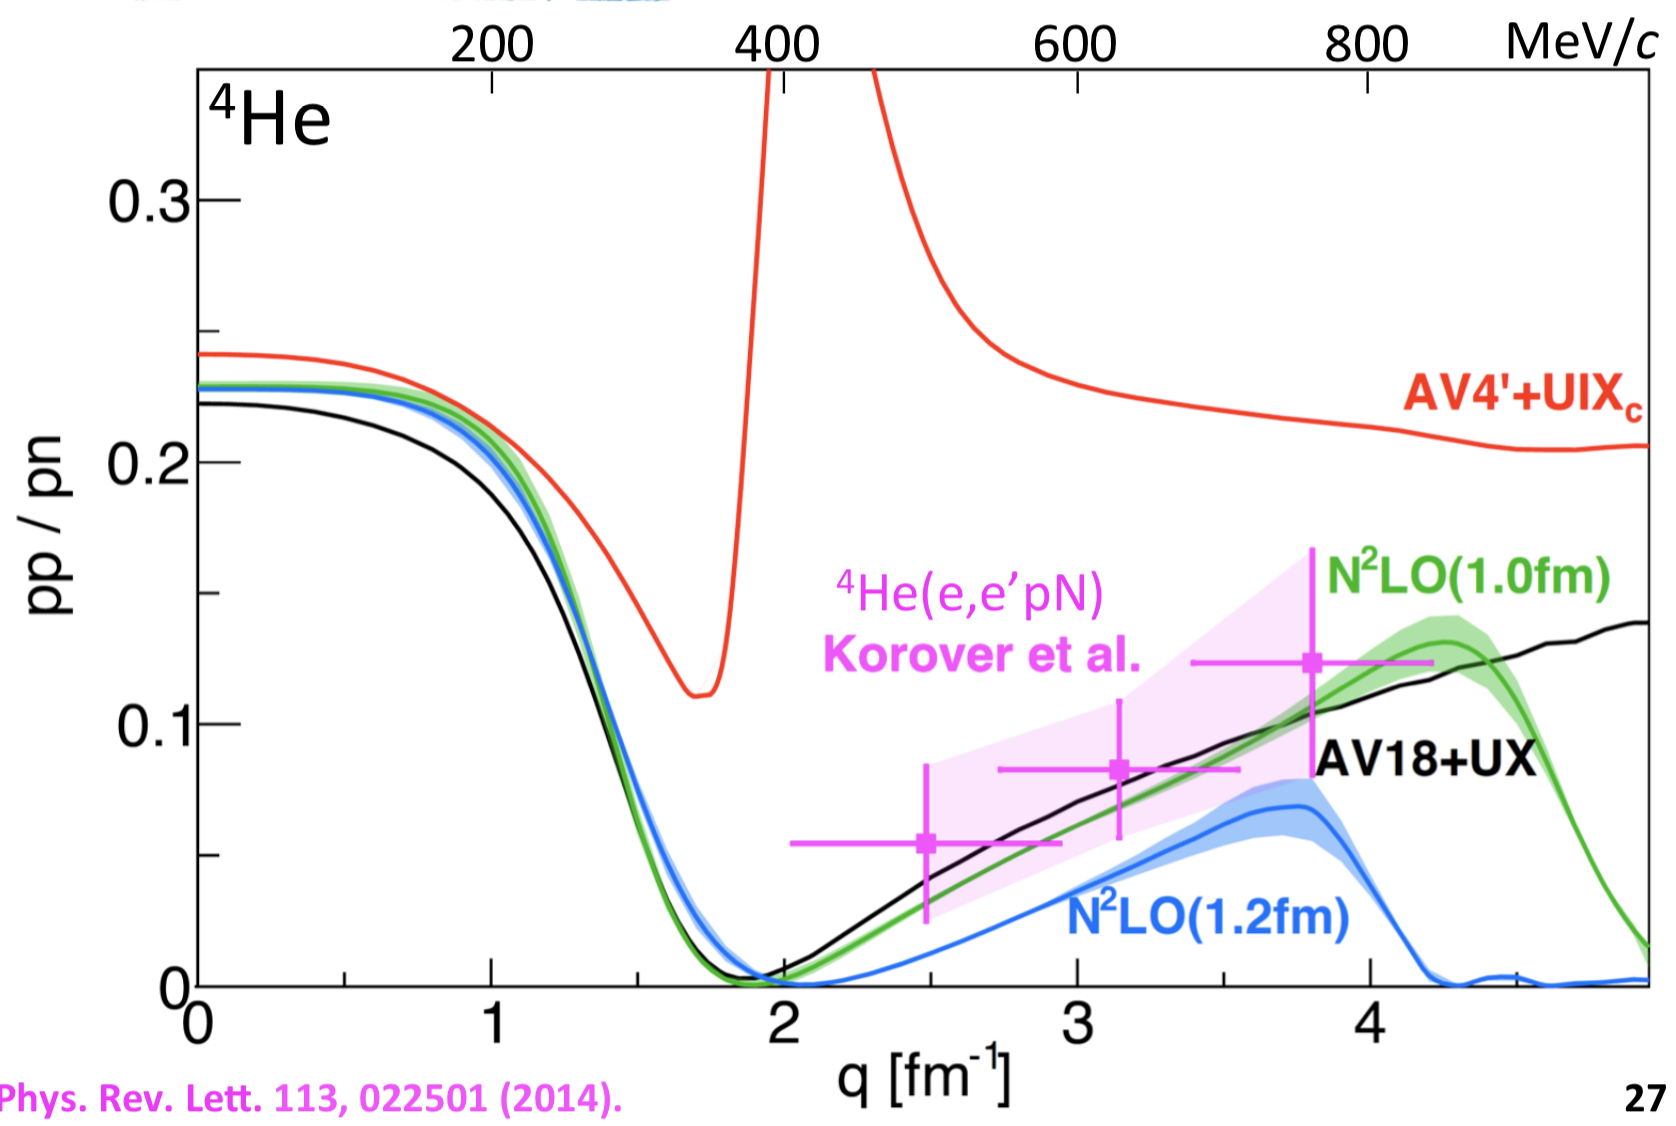 200 400 600 800 MeV/c
⁴He
0.3
0.2
0.1
0
pp / pn
AV4'+UIXc
⁴He(e,e’pN)
Korover et al.
N²LO(1.0fm)
AV18+UX
N²LO(1.2fm)
0 1 2 3 4
q [fm⁻¹]
Phys. Rev. Lett. 113, 022501 (2014).
27